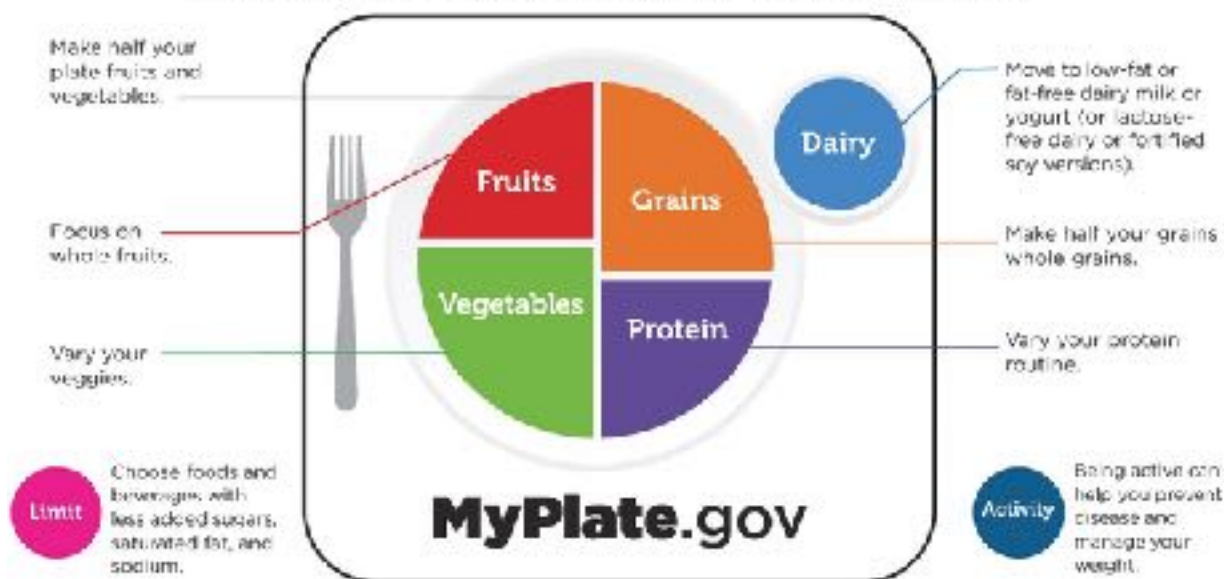 Make half your
plate fruits and
vegetables.
Focus on
whole fruits.
Vary your
veggies.
Fruits
Grains
Vegetables
Protein
Dairy
Move to low-fat or
fat-free dairy milk or
yogurt (or lactose-
free dairy or fortified
soy versions).
Make half your grains
whole grains.
Vary your protein
routine.
Limit
Choose foods and
beverages with
less added sugars,
saturated fat, and
sodium.
MyPlate.gov
Activity
Being active can
help you prevent
disease and
manage your
weight.